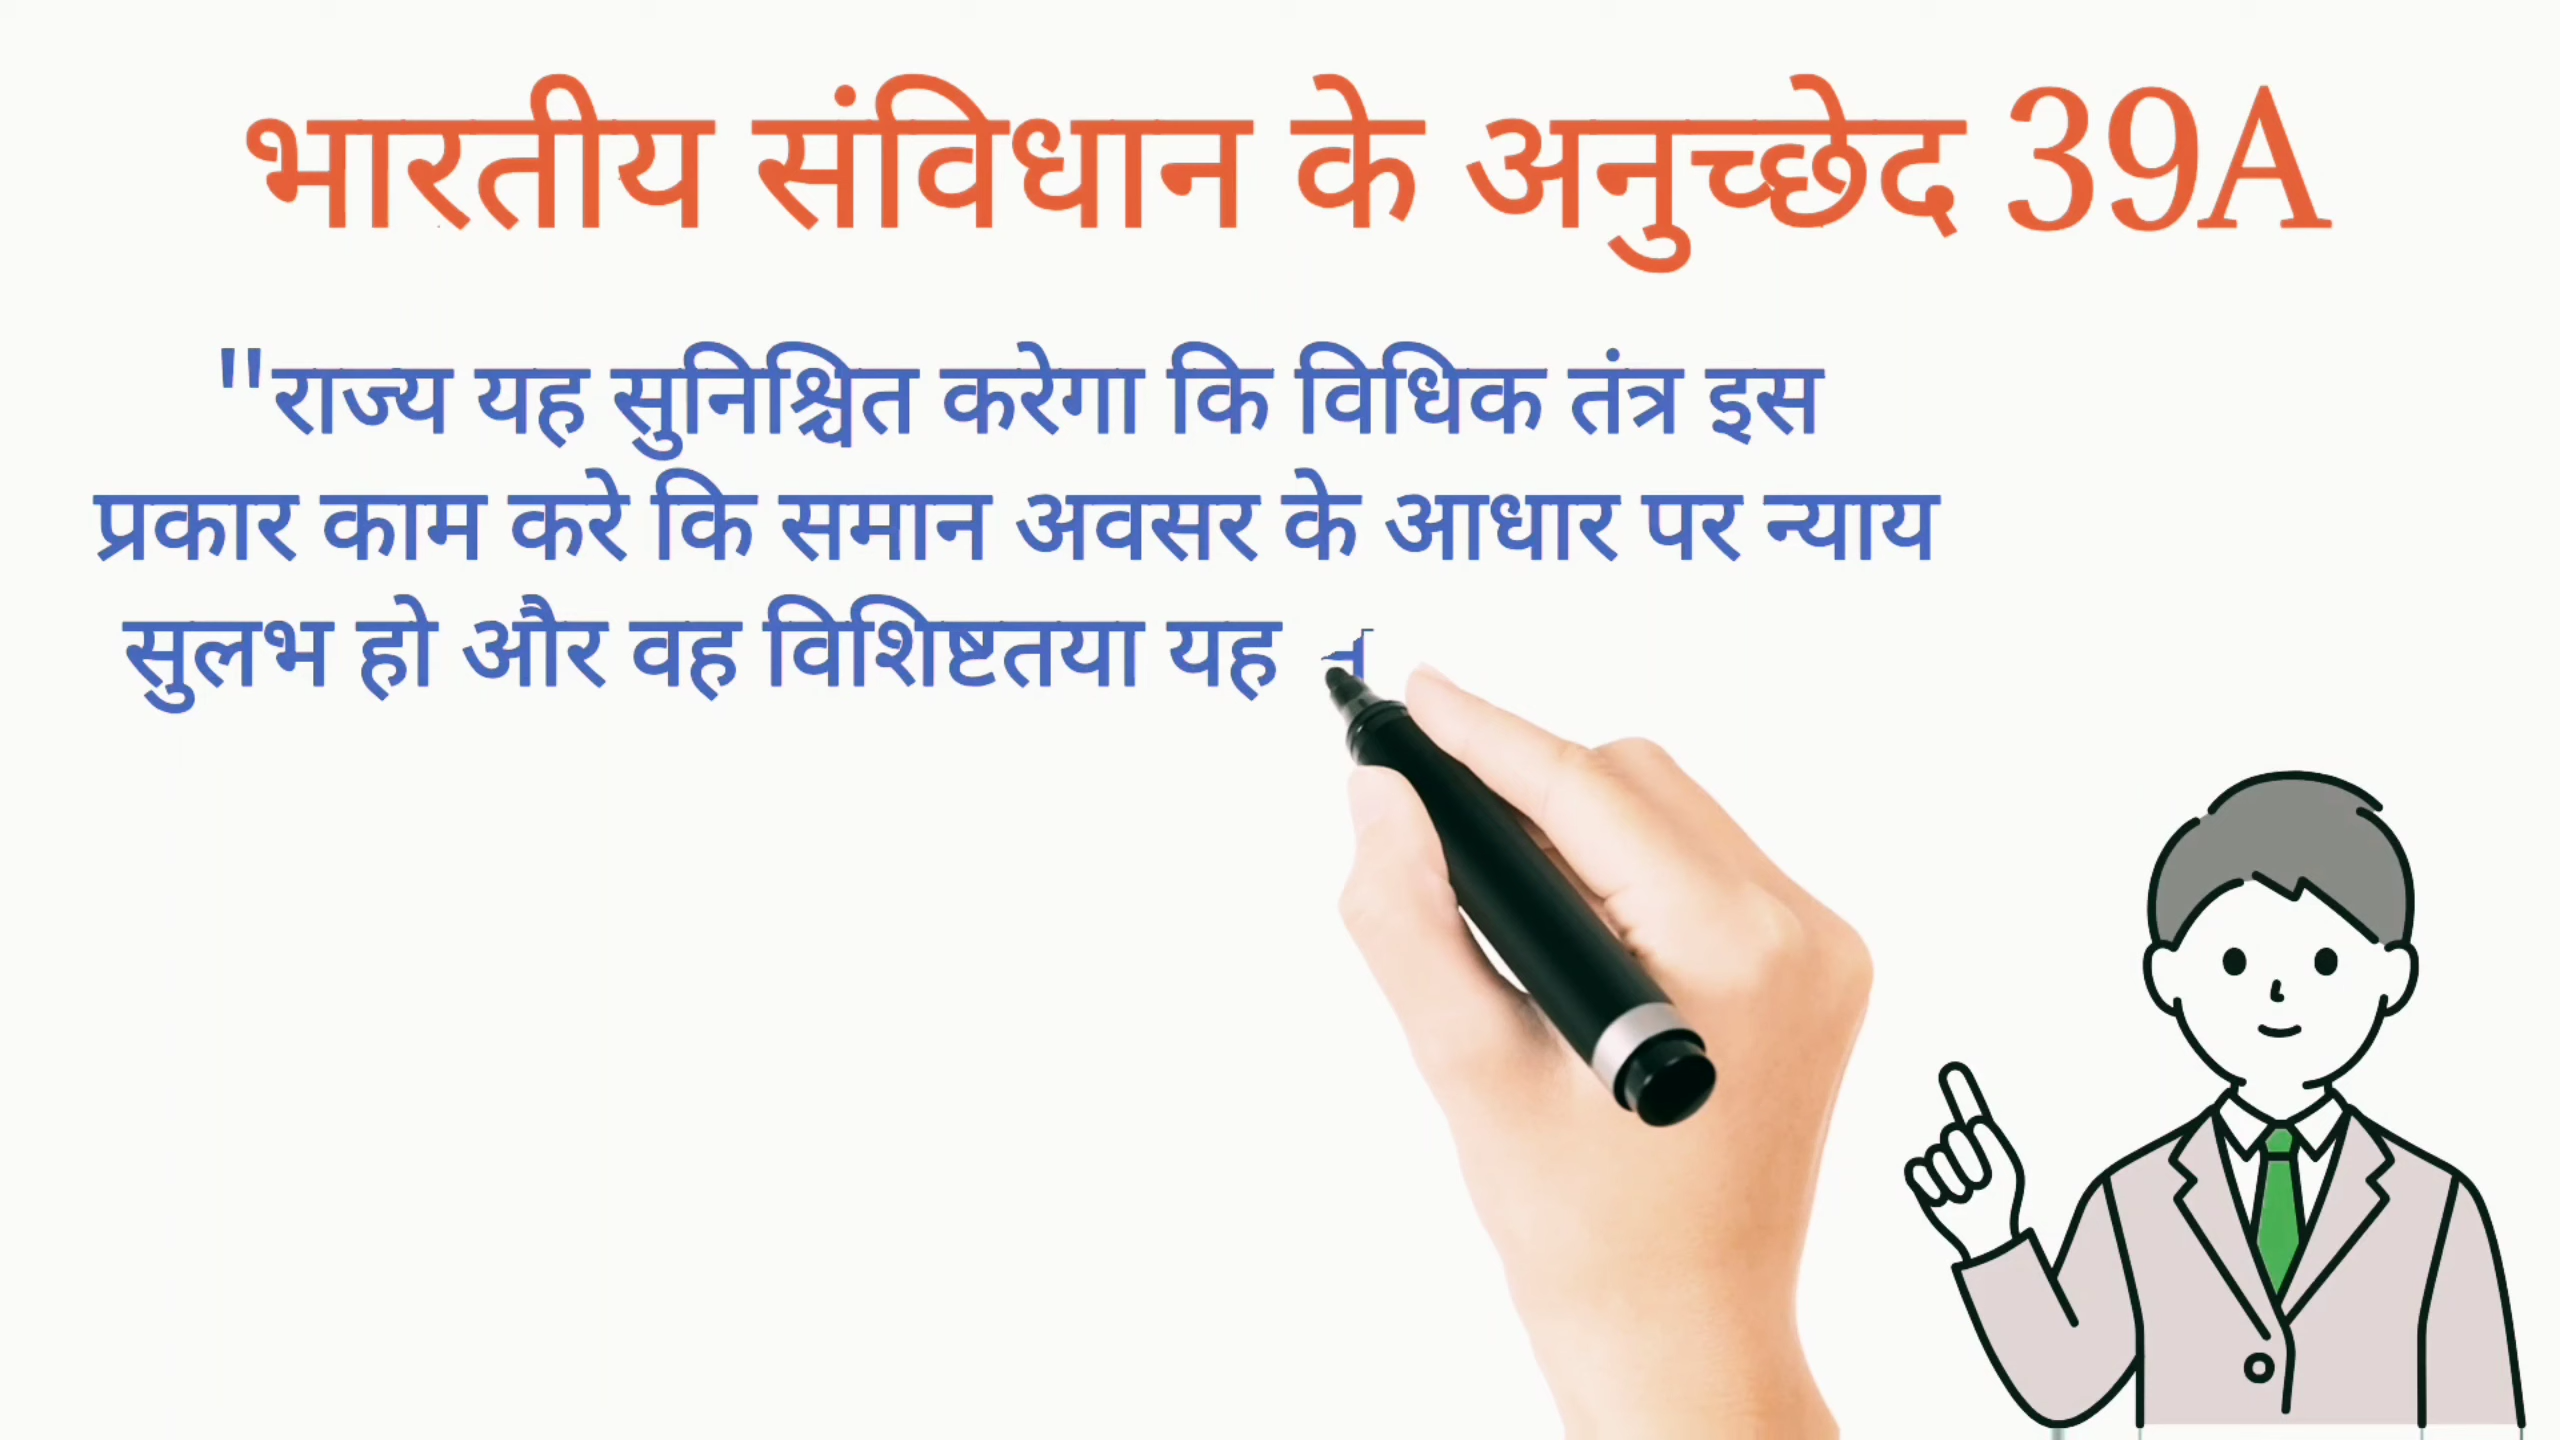 भारतीय संविधान के अनुच्छेद 39A
"राज्य यह सुनिश्चित करेगा कि विधिक तंत्र इस
प्रकार काम करे कि समान अवसर के आधार पर न्याय
सुलभ हो और वह विशिष्टतया यह